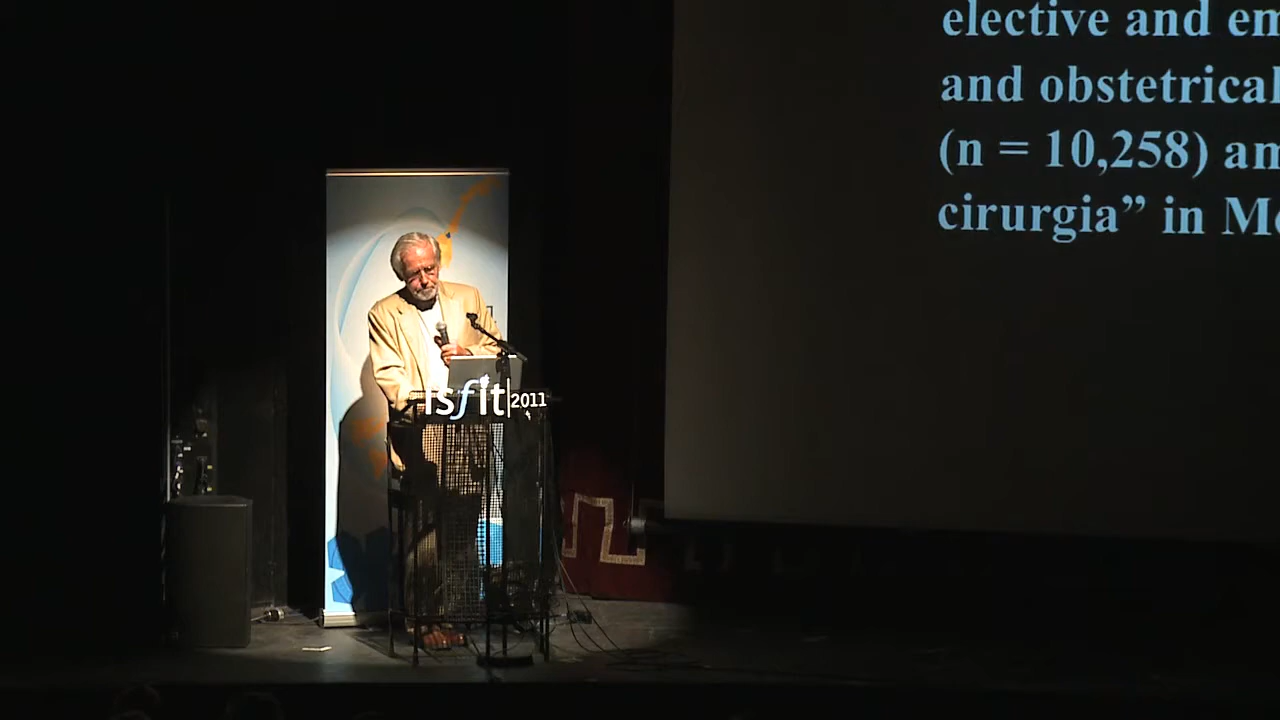 elective and em
and obstetrical
(n = 10,258) am
cirurgia” in Mo
isfit 2011